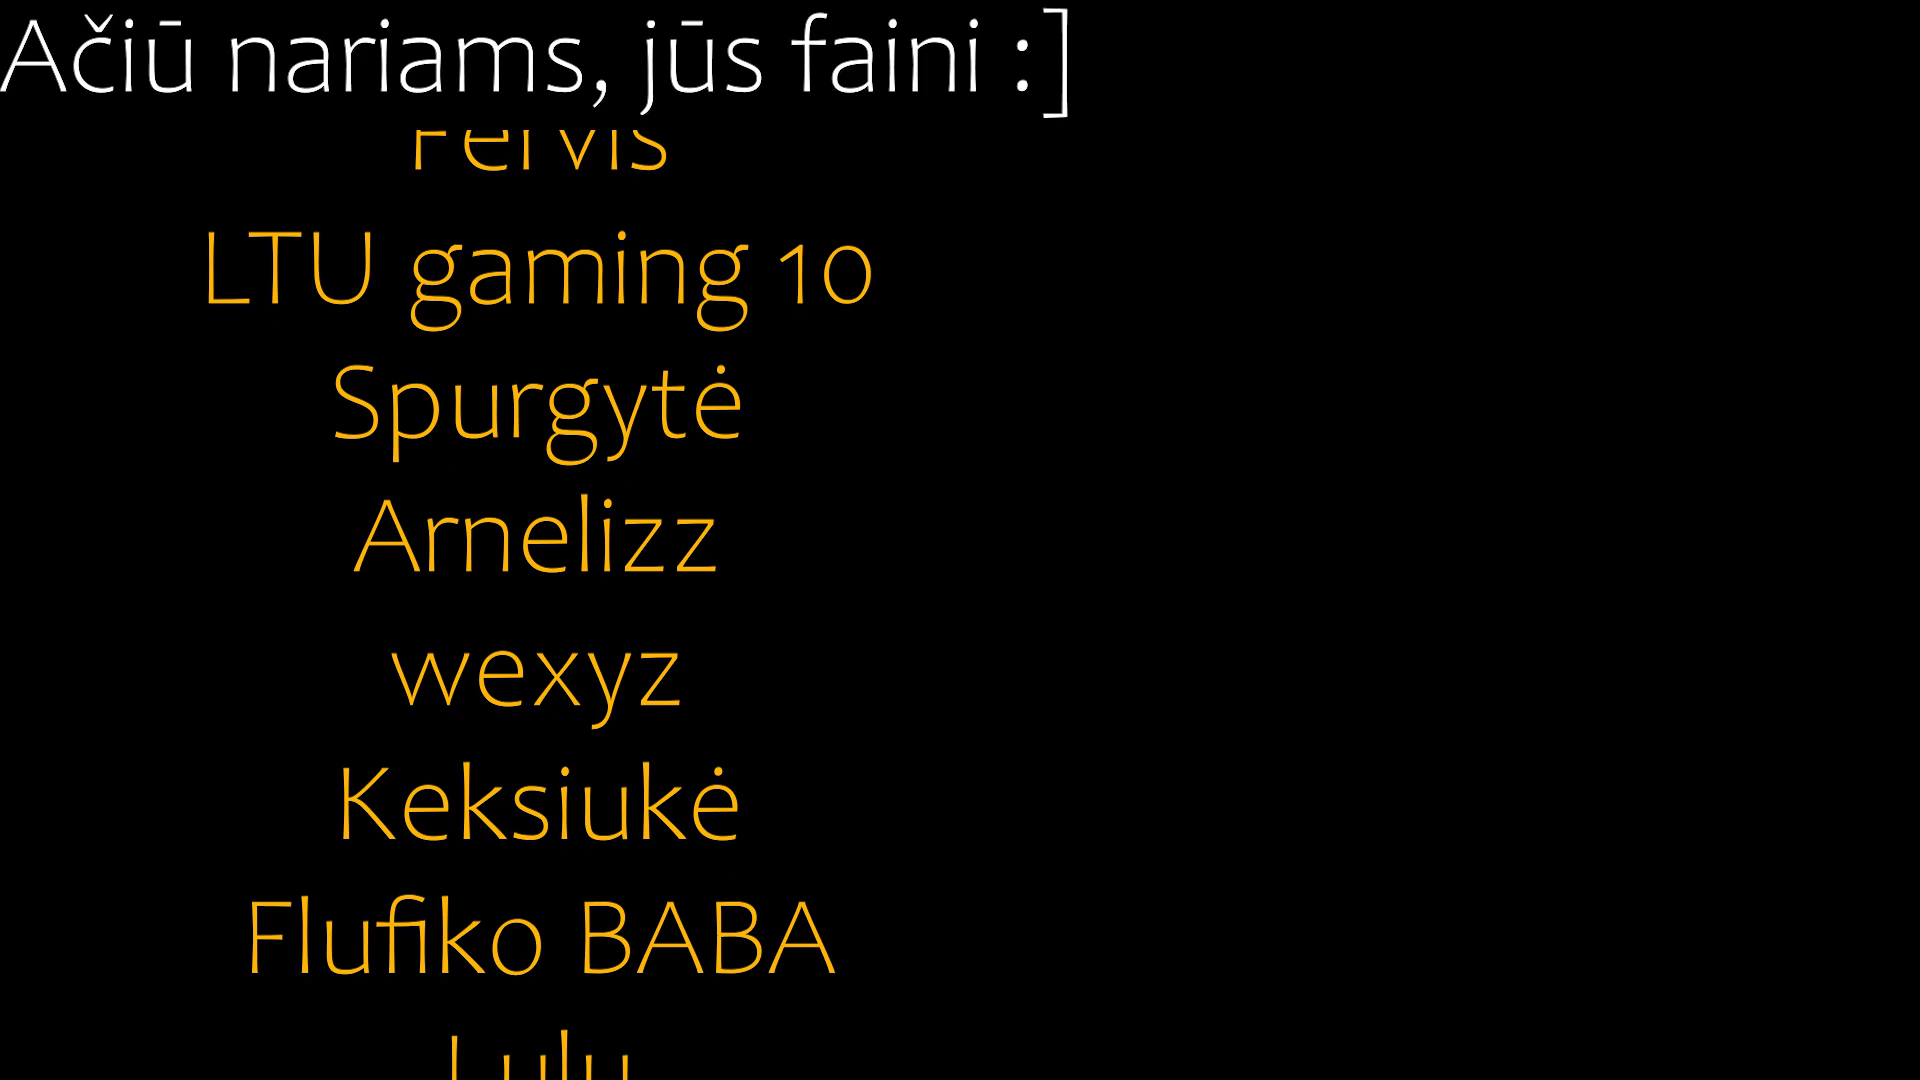 Ačiū nariams, jūs faini :]
LTU gaming 10
Spurgytė
Arnelizz
wexyz
Keksiukė
Flufiko BABA